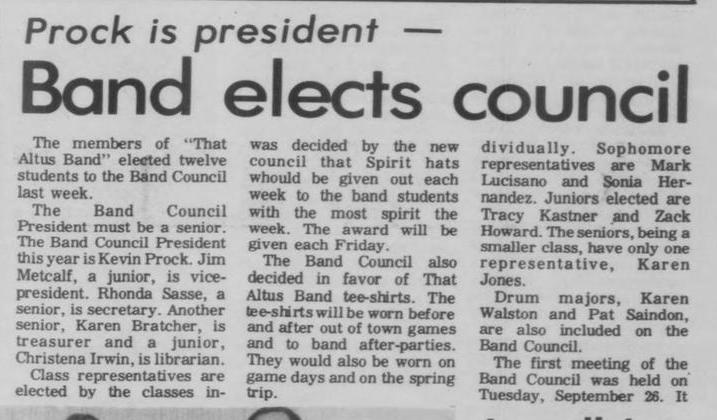 Prock is president —
Band elects council
The members of "That
Altus Band" elected twelve
students to the Band Council
last week.
The Band Council
President must be a senior.
The Band Council President
this year is Kevin Prock. Jim
Metcalf, a junior, is vice-
president. Rhonda Sasse, a
senior, is secretary. Another
senior, Karen Bratcher, is
treasurer and a junior,
Christena Irwin, is librarian.
Class representatives are
elected by the classes in-
dividually. Sophomore
representatives are Mark
Lucisano and Sonia Her-
nandez. Juniors elected are
Tracy Kastner and Zack
Howard. The seniors, being a
smaller class, have only one
representative, Karen
Jones.
Drum majors, Karen
Walston and Pat Saindon,
are also included on the
Band Council.
The first meeting of the
Band Council was held on
Tuesday, September 26. It
was decided by the new
council that Spirit hats
whould be given out each
week to the band students
with the most spirit the
week. The award will be
given each Friday.
The Band Council also
decided in favor of That
Altus Band tee-shirts. The
tee-shirts will be worn before
and after out of town games
and to band after-parties.
They would also be worn on
game days and on the spring
trip.